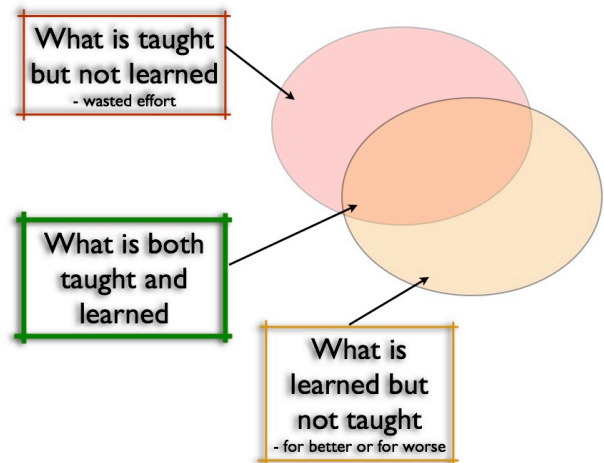 What is taught
but not learned
- wasted effort
What is both
taught and
learned
What is
learned but
not taught
- for better or for worse